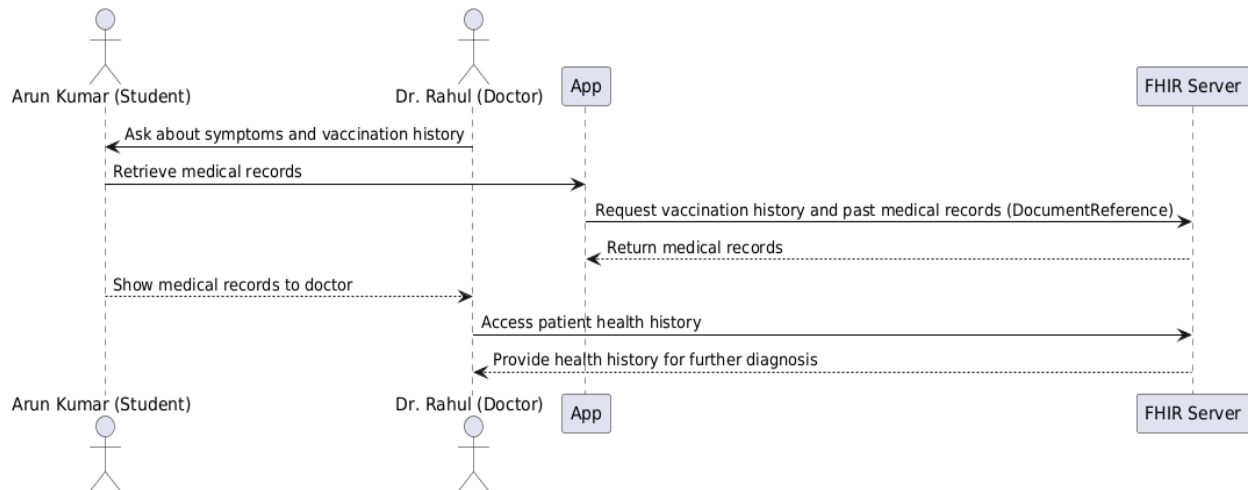 Arun Kumar (Student)
Dr. Rahul (Doctor)
App
FHIR Server
Ask about symptoms and vaccination history
Retrieve medical records
Request vaccination history and past medical records (DocumentReference)
Return medical records
Show medical records to doctor
Access patient health history
Provide health history for further diagnosis
Arun Kumar (Student)
Dr. Rahul (Doctor)
App
FHIR Server